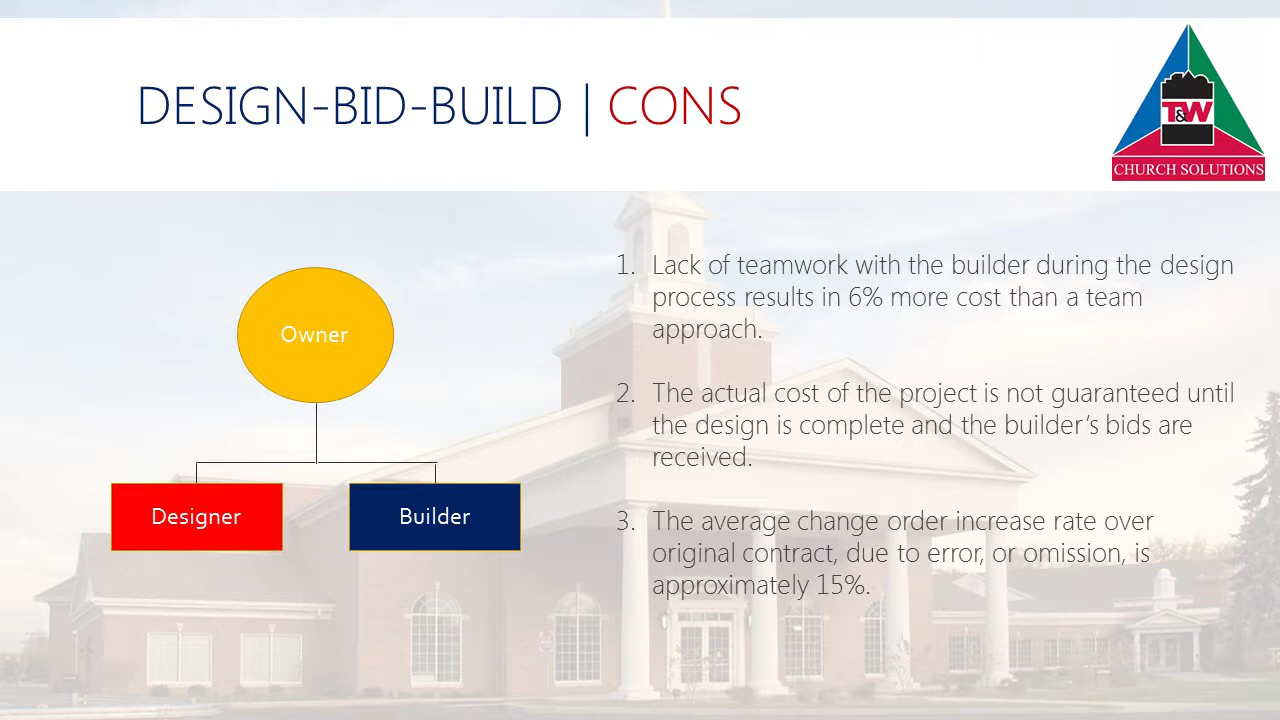 DESIGN-BID-BUILD | CONS
T&W
CHURCH SOLUTIONS
Owner
Designer
Builder
1. Lack of teamwork with the builder during the design
process results in 6% more cost than a team
approach.
2. The actual cost of the project is not guaranteed until
the design is complete and the builder’s bids are
received.
3. The average change order increase rate over
original contract, due to error, or omission, is
approximately 15%.